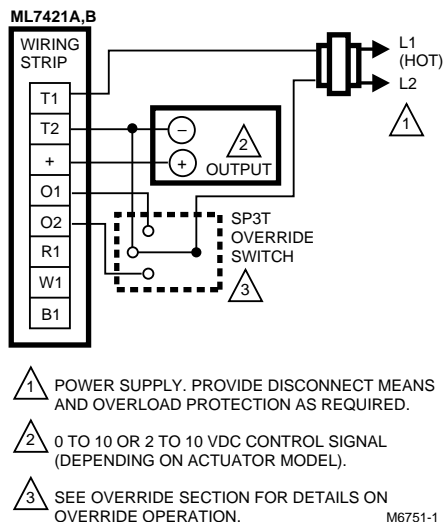 ML7421A,B
WIRING
STRIP
T1
T2
+
O1
O2
R1
W1
B1
L1
(HOT)
L2
1
−
+
2
OUTPUT
SP3T
OVERRIDE
SWITCH
3
1 POWER SUPPLY. PROVIDE DISCONNECT MEANS
AND OVERLOAD PROTECTION AS REQUIRED.
2 0 TO 10 OR 2 TO 10 VDC CONTROL SIGNAL
(DEPENDING ON ACTUATOR MODEL).
3 SEE OVERRIDE SECTION FOR DETAILS ON
OVERRIDE OPERATION.
M6751-1